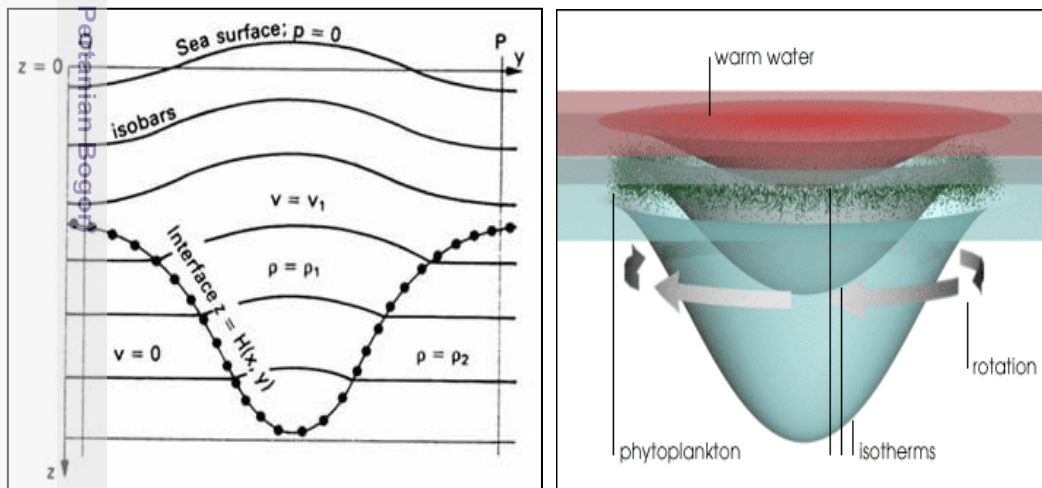 Pertanian Bogor)
Sea surface; p = 0
P
z = 0
y
isobars
v = v₁
Interface z = H(x, y)
ρ = ρ₁
v = 0
ρ = ρ₂
z
warm water
rotation
phytoplankton
isotherms